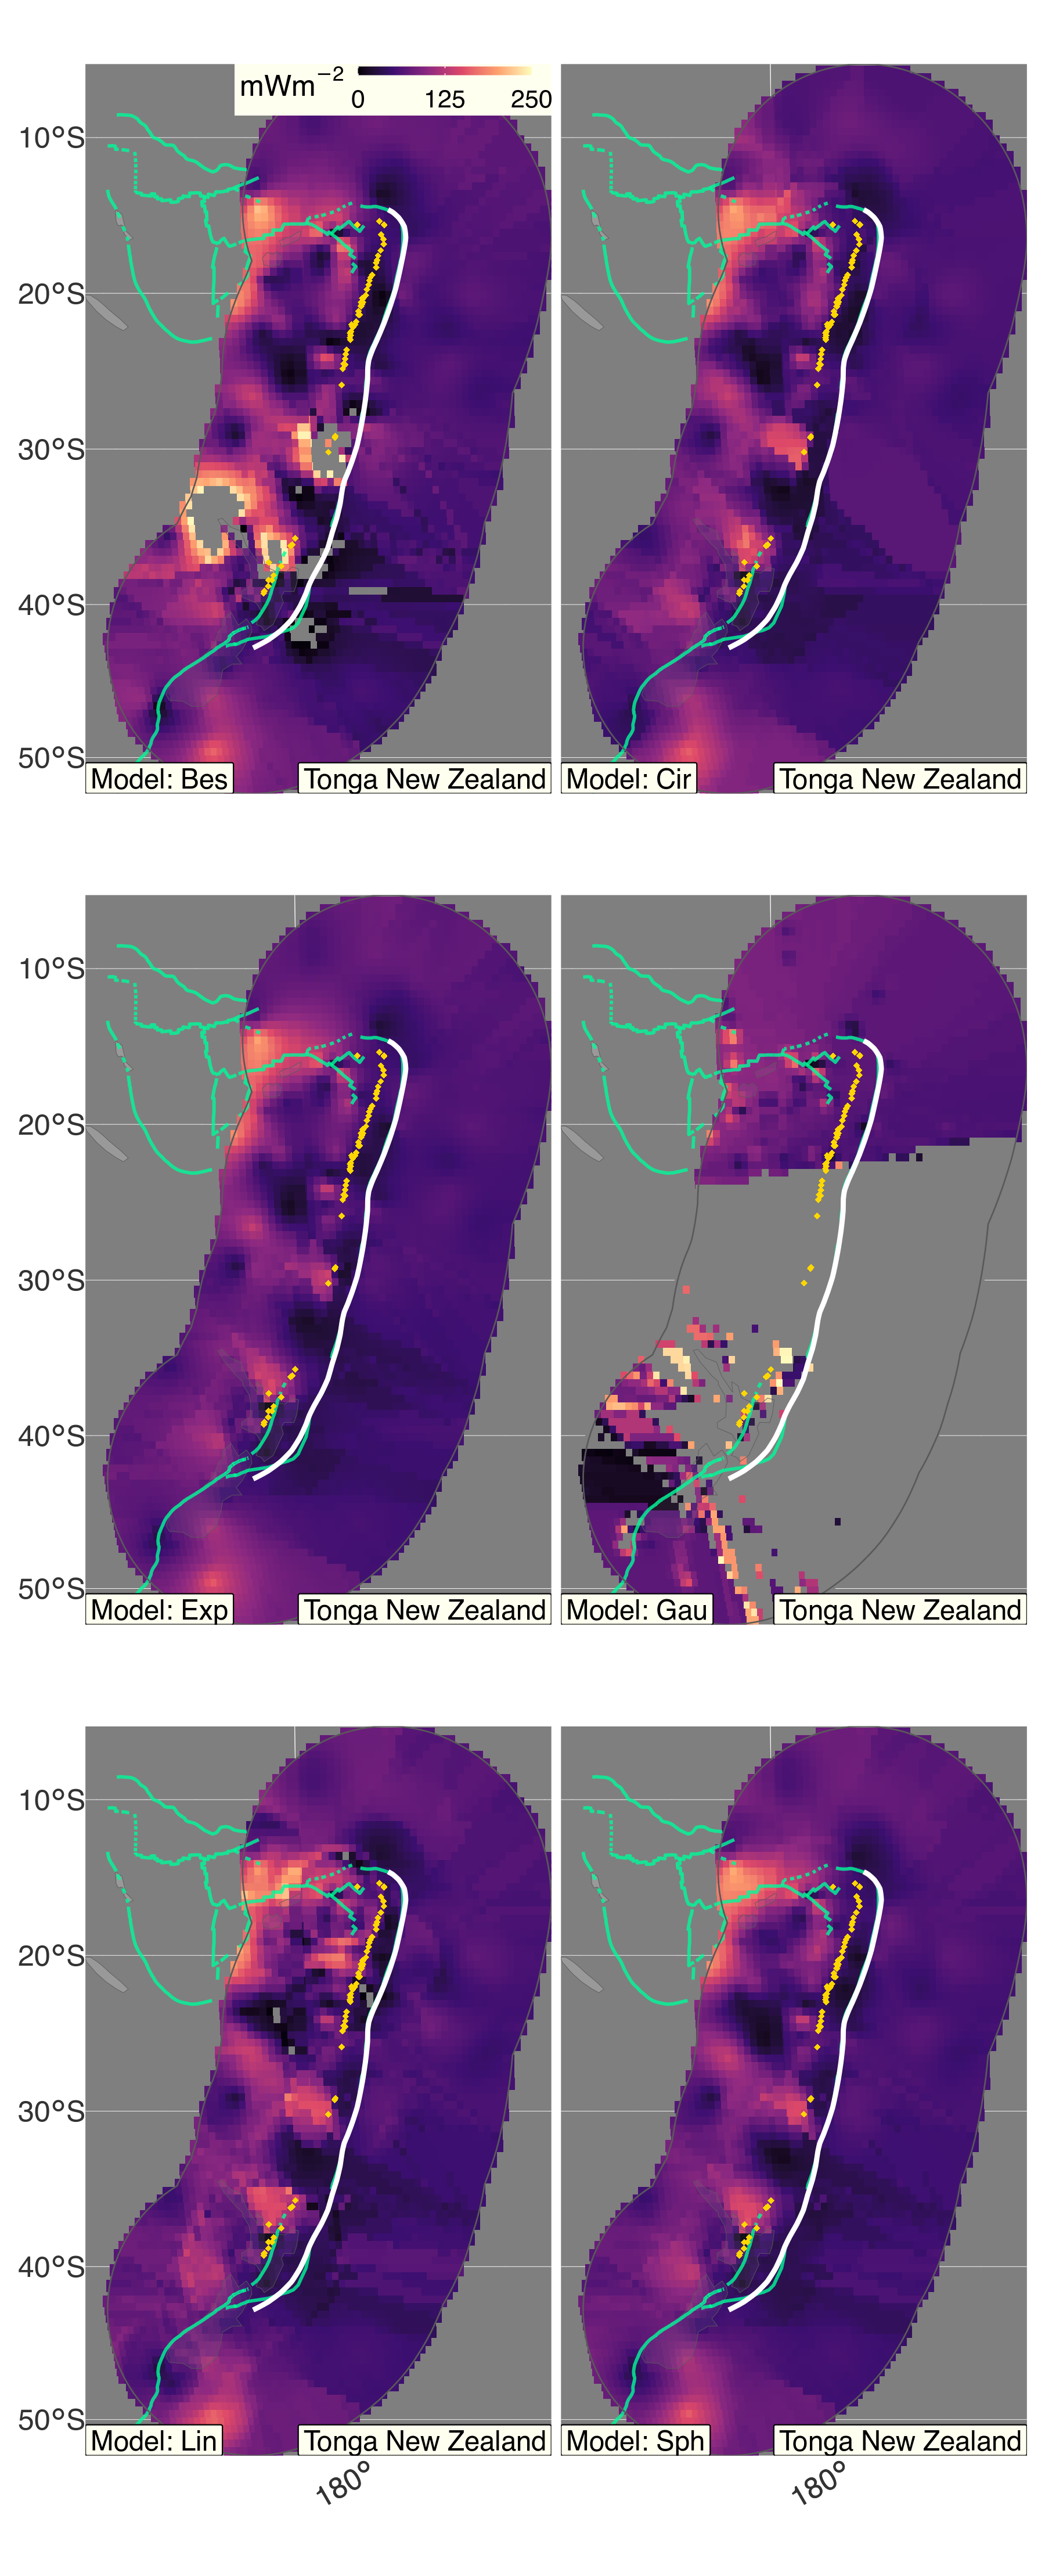 mWm−2
0 125 250
10°S
20°S
30°S
40°S
50°S
Model: Bes
Tonga New Zealand
Model: Cir
Tonga New Zealand
10°S
20°S
30°S
40°S
50°S
Model: Exp
Tonga New Zealand
Model: Gau
Tonga New Zealand
10°S
20°S
30°S
40°S
50°S
Model: Lin
Tonga New Zealand
Model: Sph
Tonga New Zealand
180°
180°